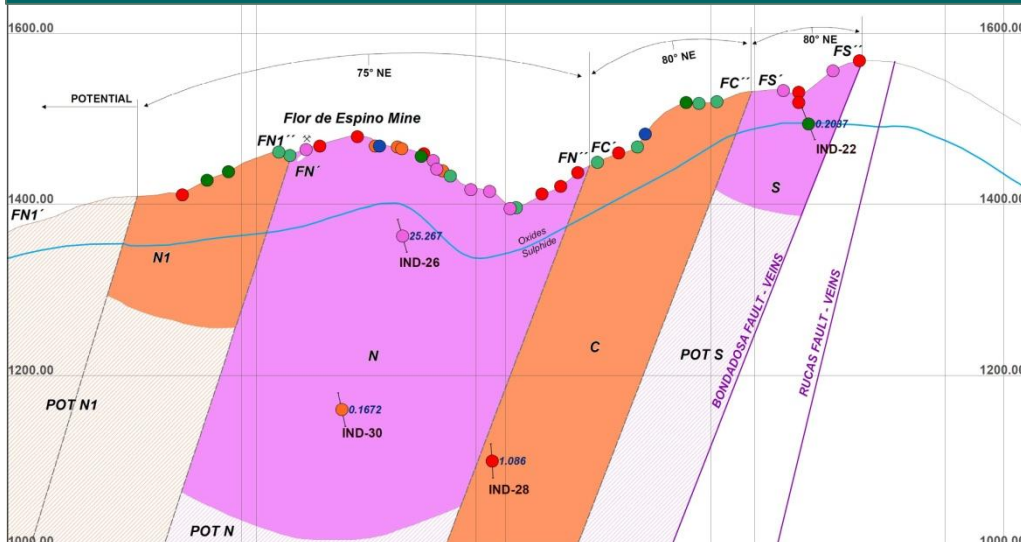 1600.00
1600.00
80° NE
80° NE
75° NE
FS´´
POTENTIAL
FC´´
FS´
Flor de Espino Mine
0.2037
FN1´´
IND-22
FN´
FN´´
FC´
FN1´
1400.00
1400.00
S
25.267
Oxides
Sulphide
N1
IND-26
N
C
POT S
BONDADOSA FAULT - VEINS
RUCAS FAULT - VEINS
1200.00
1200.00
POT N1
0.1672
IND-30
1.086
IND-28
POT N
1000.00
1000.00